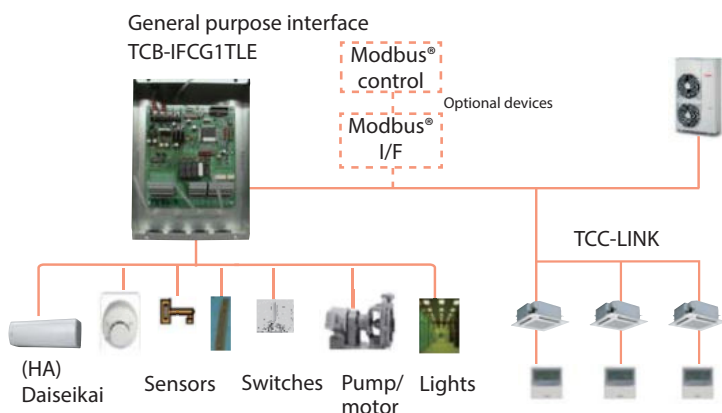 General purpose interface
TCB-IFCG1TLE
Modbus®
control
Optional devices
Modbus®
I/F
TCC-LINK
(HA)
Daiseikai
Sensors
Switches
Pump/
motor
Lights